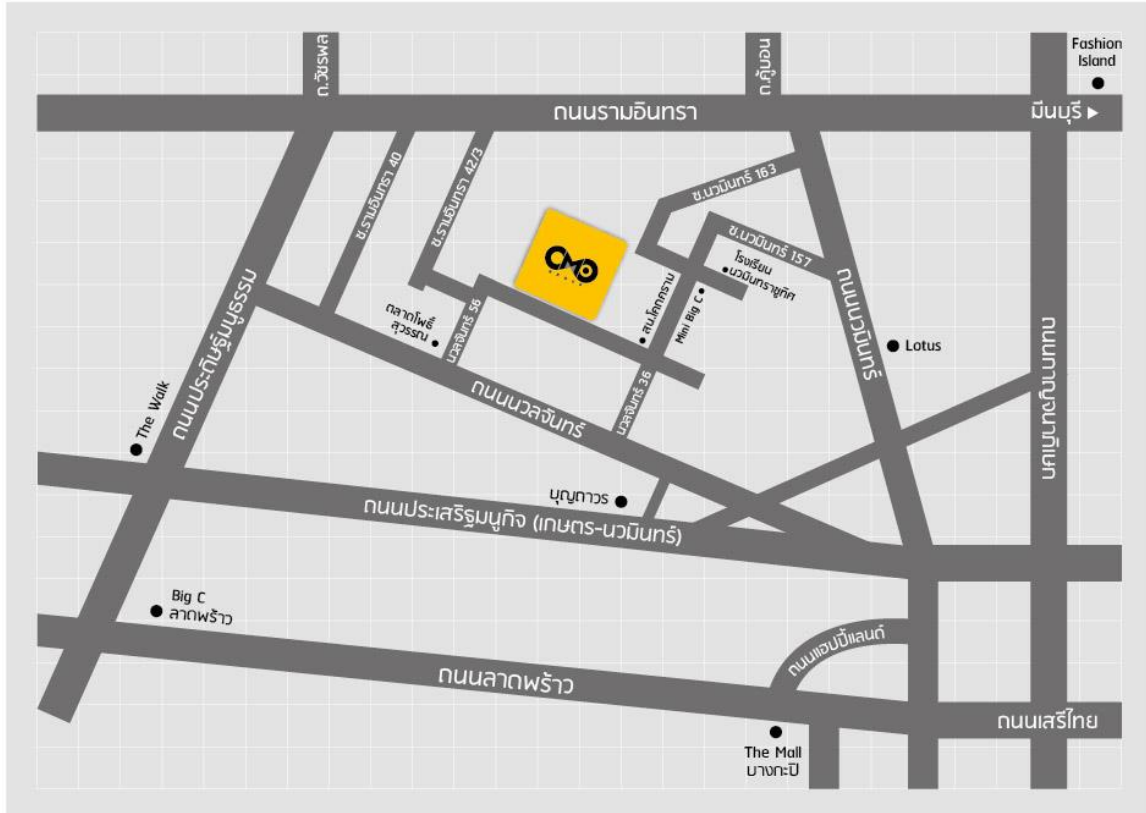 Fashion
Island
ถ.วัชรพล
ถ.คู้บอน
ถนนรามอินทรา
มีนบุรี
ซ.รามอินทรา 40
ซ.รามอินทรา 42/3
ซ.นวมินทร์ 163
ซ.นวมินทร์ 157
โรงเรียน
นวมินทราชูทิศ
CMO
สน.โคกคราม
Mini Big C
ตลาดโพธิ์
สุวรรณ
นวลจันทร์ 56
นวลจันทร์ 36
ถนนประดิษฐ์มนูธรรม
ถนนนวมินทร์
Lotus
ถนนกาญจนาภิเษก
ถนนนวลจันทร์
The Walk
บุญถาวร
ถนนประเสริฐมนูกิจ (เกษตร-นวมินทร์)
Big C
ลาดพร้าว
ถนนแฮปปี้แลนด์
ถนนลาดพร้าว
ถนนเสรีไทย
The Mall
บางกะปิ